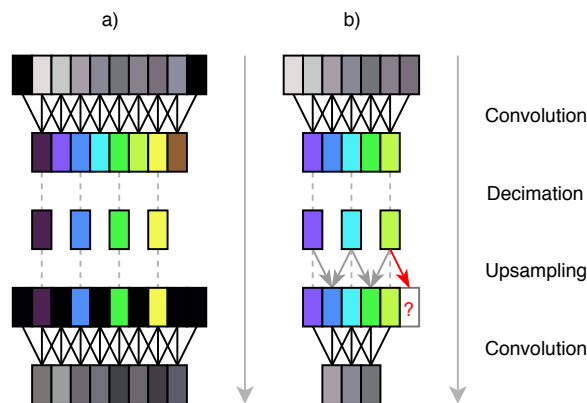 a)
b)
Convolution
Decimation
Upsampling
?
Convolution